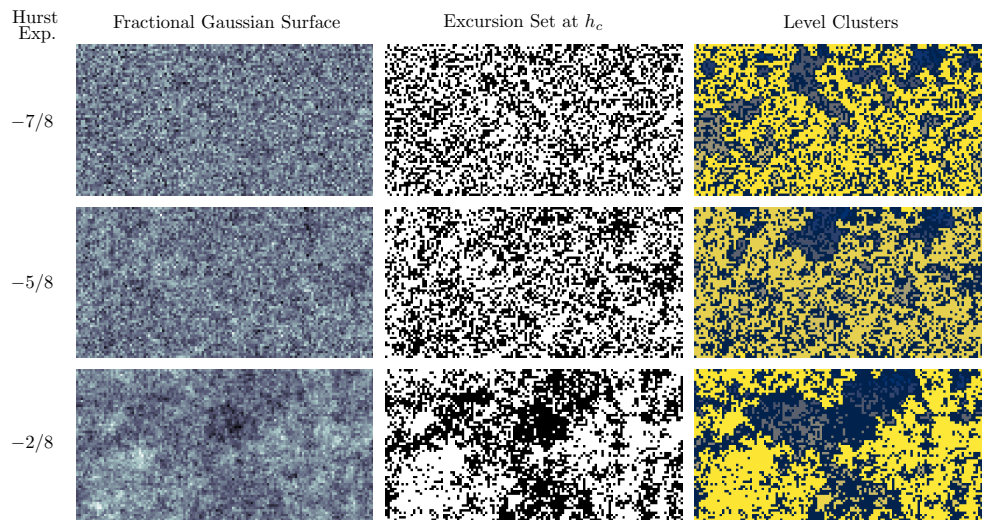 Hurst
Exp.
Fractional Gaussian Surface
Excursion Set at h_c
Level Clusters
−7/8
−5/8
−2/8